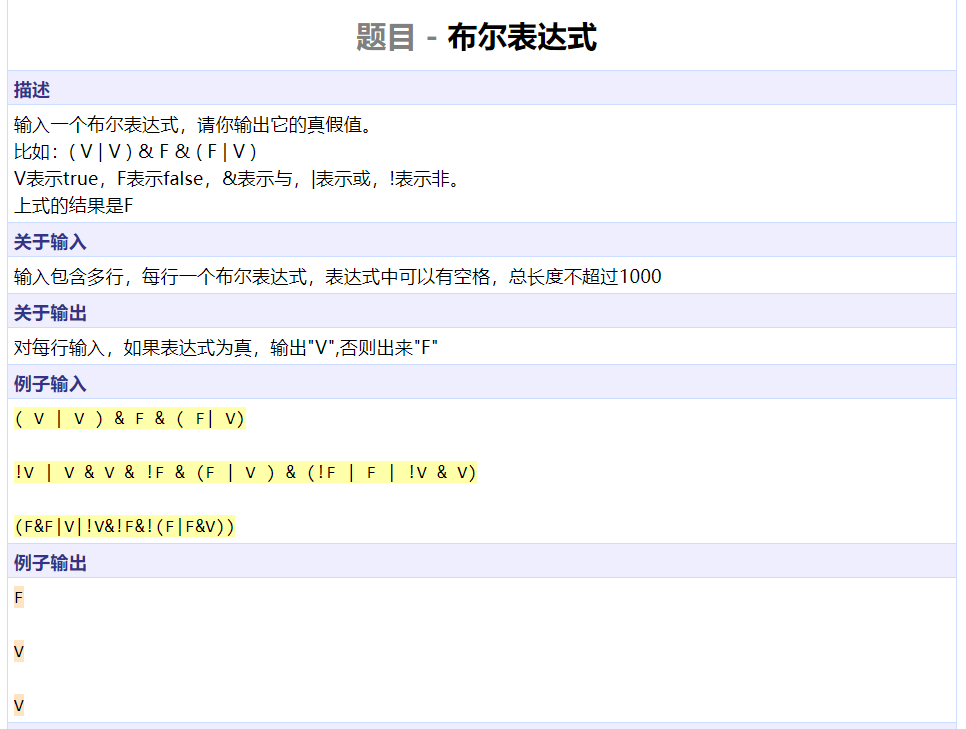 题目 - 布尔表达式
描述
输入一个布尔表达式，请你输出它的真假值。
比如：( V | V ) & F & ( F | V )
V表示true，F表示false，&表示与，|表示或，!表示非。
上式的结果是F
关于输入
输入包含多行，每行一个布尔表达式，表达式中可以有空格，总长度不超过1000
关于输出
对每行输入，如果表达式为真，输出"V",否则出来"F"
例子输入
( V | V ) & F & ( F| V)
!V | V & V & !F & (F | V ) & (!F | F | !V & V)
(F&F|V|!V&!F&!(F|F&V))
例子输出
F
V
V